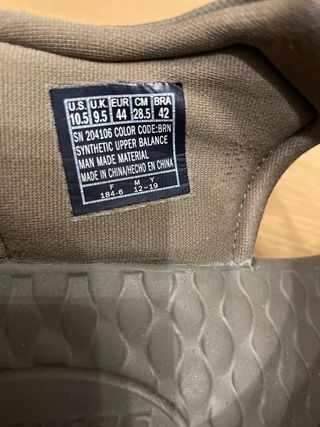 U.S. U.K. EUR CM BRA
10.5 9.5 44 28.5 42
SN 204106 COLOR CODE:BRN
SYNTHETIC UPPER BALANCE
MAN MADE MATERIAL
MADE IN CHINA/HECHO EN CHINA
F M Y
184-6 12-19